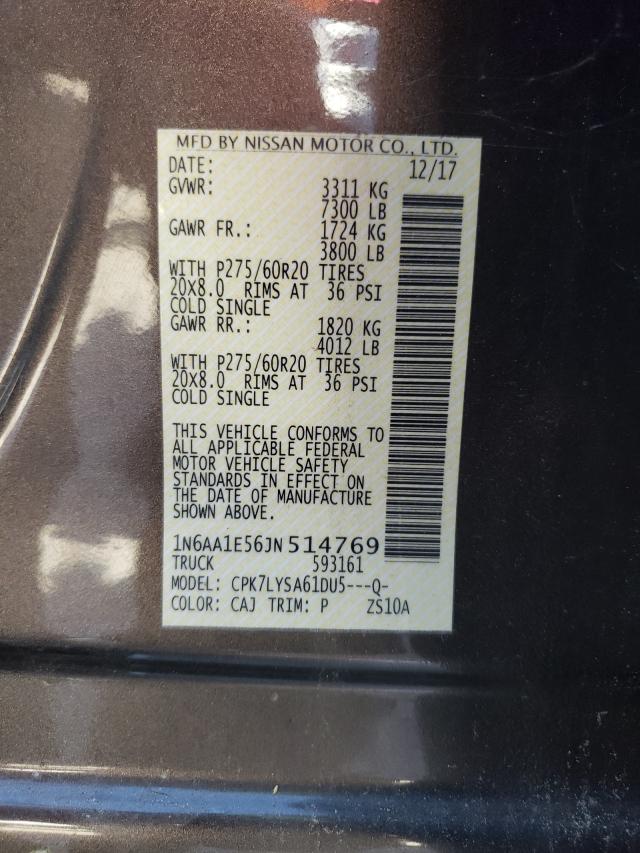 MFD BY NISSAN MOTOR CO., LTD.
DATE: 12/17
GVWR: 3311 KG
7300 LB
GAWR FR.: 1724 KG
3800 LB
WITH P275/60R20 TIRES
20X8.0 RIMS AT 36 PSI
COLD SINGLE
GAWR RR.: 1820 KG
4012 LB
WITH P275/60R20 TIRES
20X8.0 RIMS AT 36 PSI
COLD SINGLE
THIS VEHICLE CONFORMS TO
ALL APPLICABLE FEDERAL
MOTOR VEHICLE SAFETY
STANDARDS IN EFFECT ON
THE DATE OF MANUFACTURE
SHOWN ABOVE.
1N6AA1E56JN514769
TRUCK 593161
MODEL: CPK7LYSA61DU5---Q-
COLOR: CAJ TRIM: P ZS10A